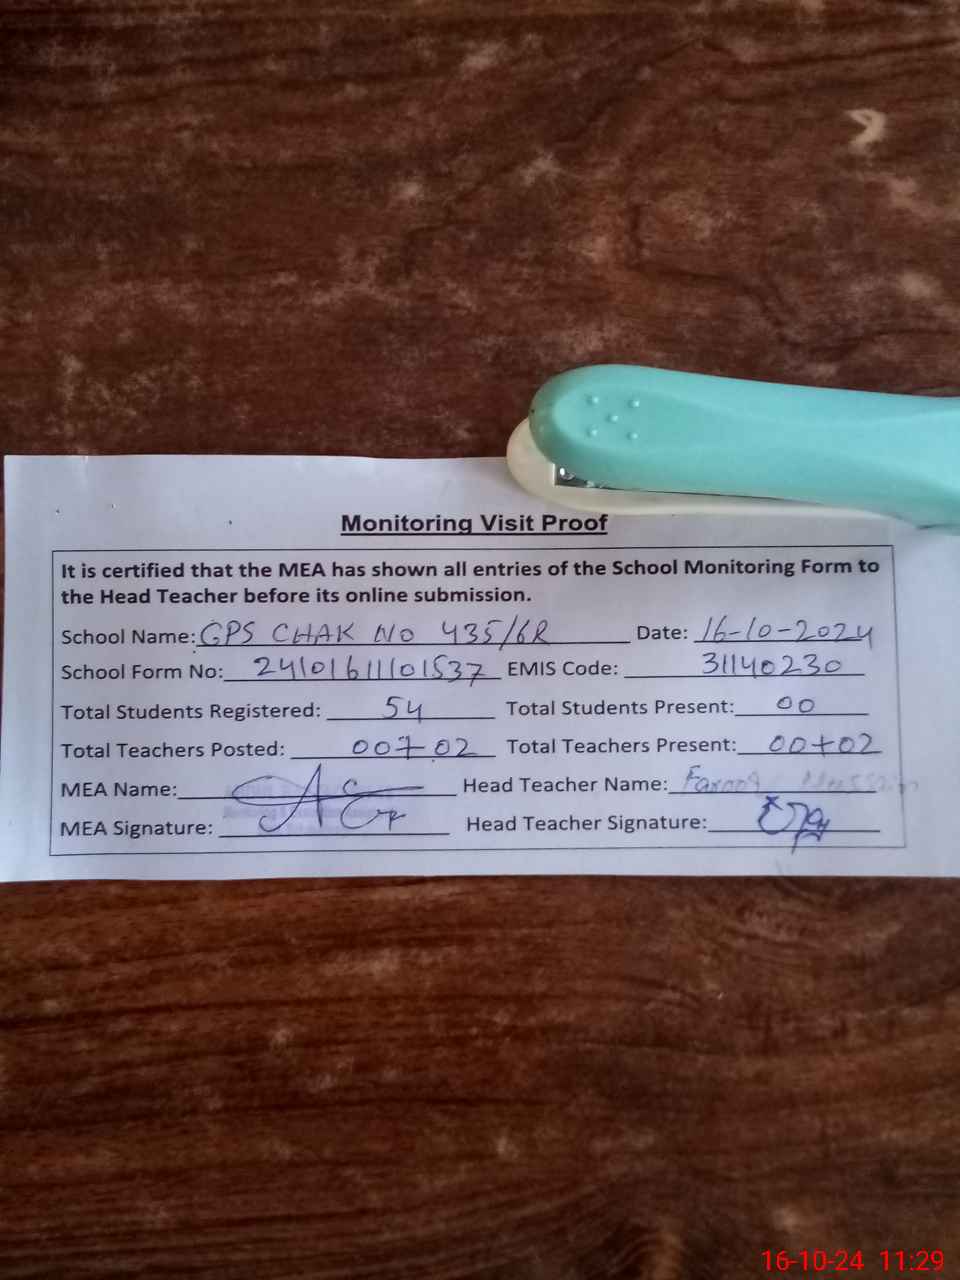 Monitoring Visit Proof
It is certified that the MEA has shown all entries of the School Monitoring Form to
the Head Teacher before its online submission.
School Name: GPS CHAK NO 435/6R Date: 16-10-2024
School Form No: 24101611101537 EMIS Code: 31140230
Total Students Registered: 54 Total Students Present: 00
Total Teachers Posted: 00+02 Total Teachers Present: 00+02
MEA Name: Head Teacher Name: Farooq Hussain
MEA Signature: Head Teacher Signature:
16-10-24 11:29